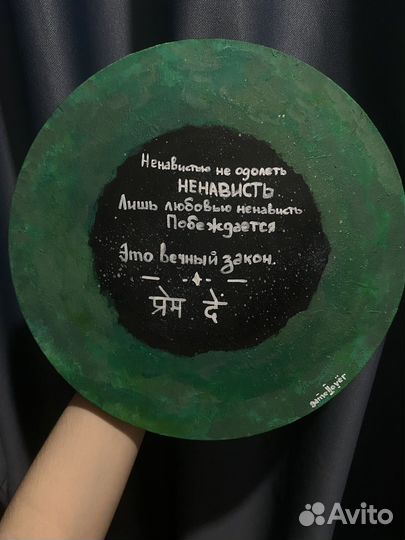 Ненавистью не одолеть
НЕНАВИСТЬ
Лишь любовью ненависть
Побеждается
Это вечный закон.
प्रेम दे
Avito